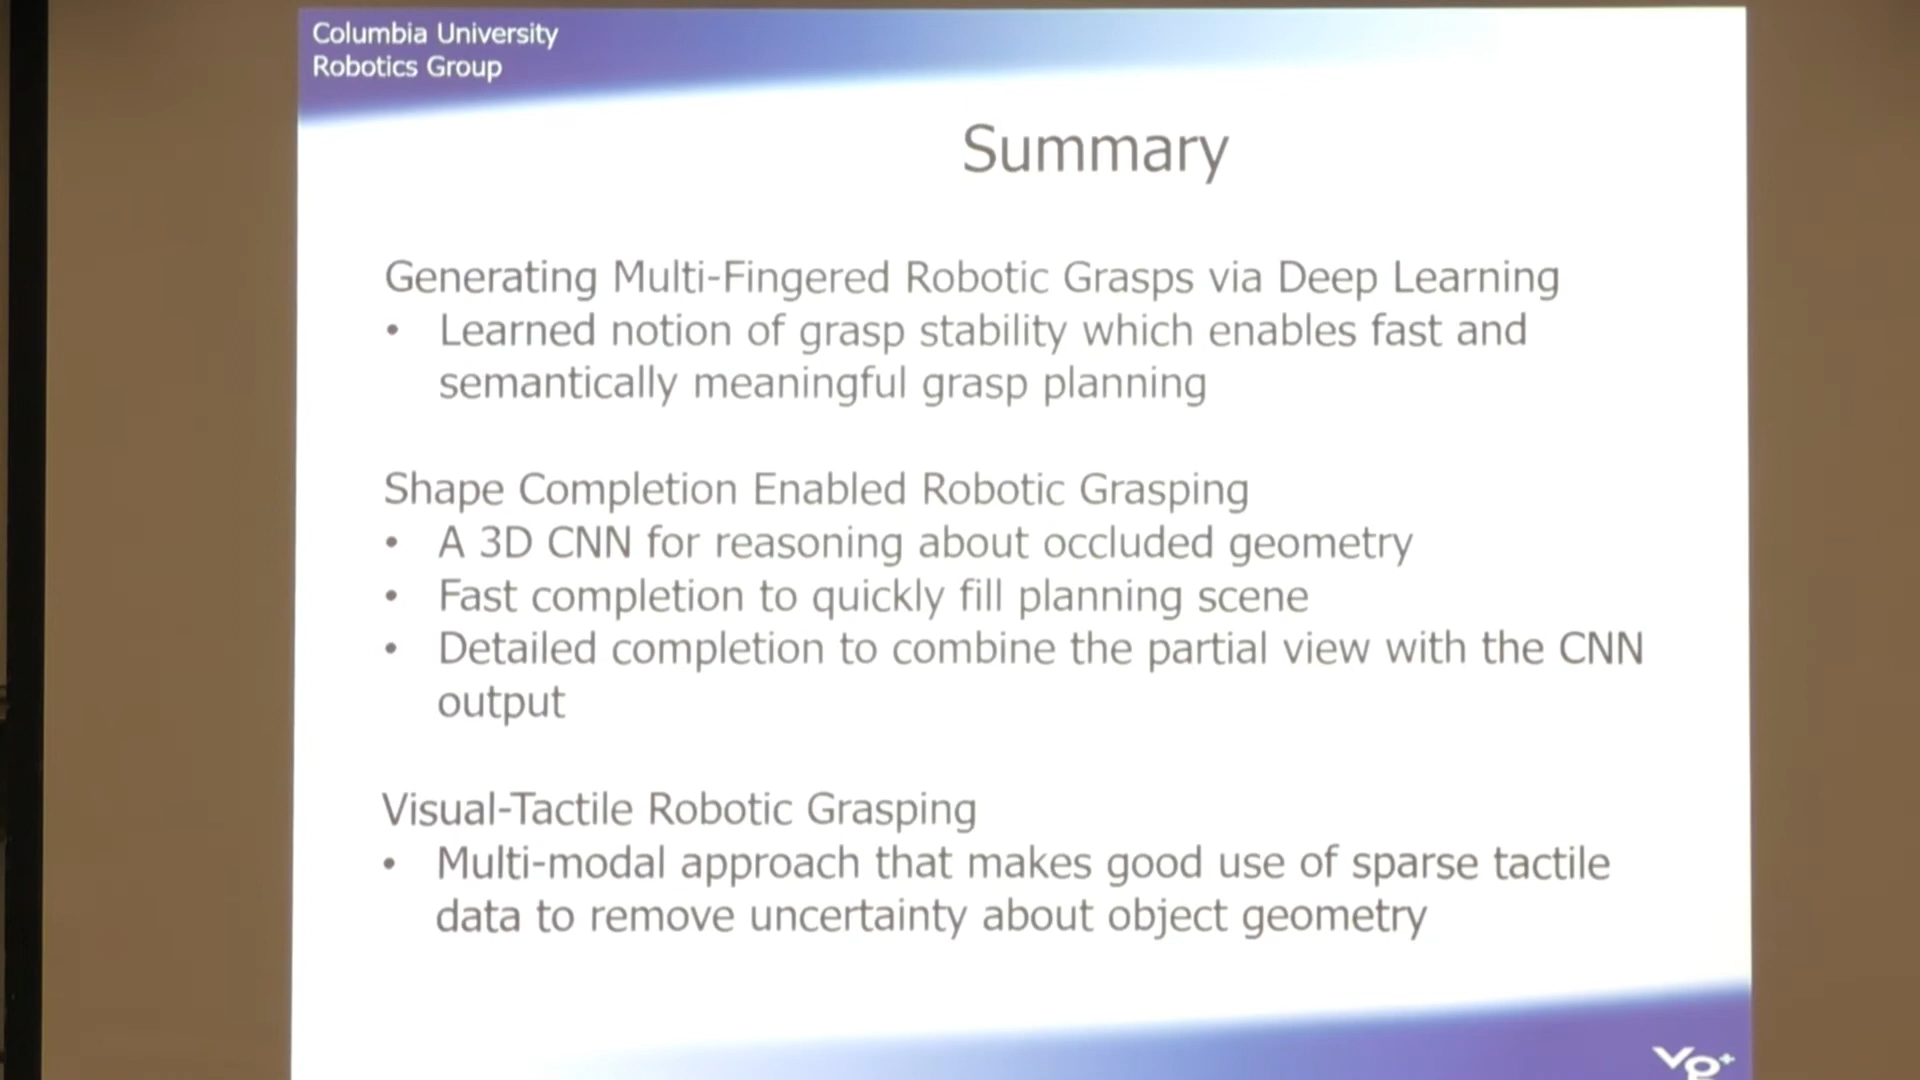 Columbia University
Robotics Group
Summary
Generating Multi-Fingered Robotic Grasps via Deep Learning
• Learned notion of grasp stability which enables fast and
semantically meaningful grasp planning
Shape Completion Enabled Robotic Grasping
• A 3D CNN for reasoning about occluded geometry
• Fast completion to quickly fill planning scene
• Detailed completion to combine the partial view with the CNN
output
Visual-Tactile Robotic Grasping
• Multi-modal approach that makes good use of sparse tactile
data to remove uncertainty about object geometry